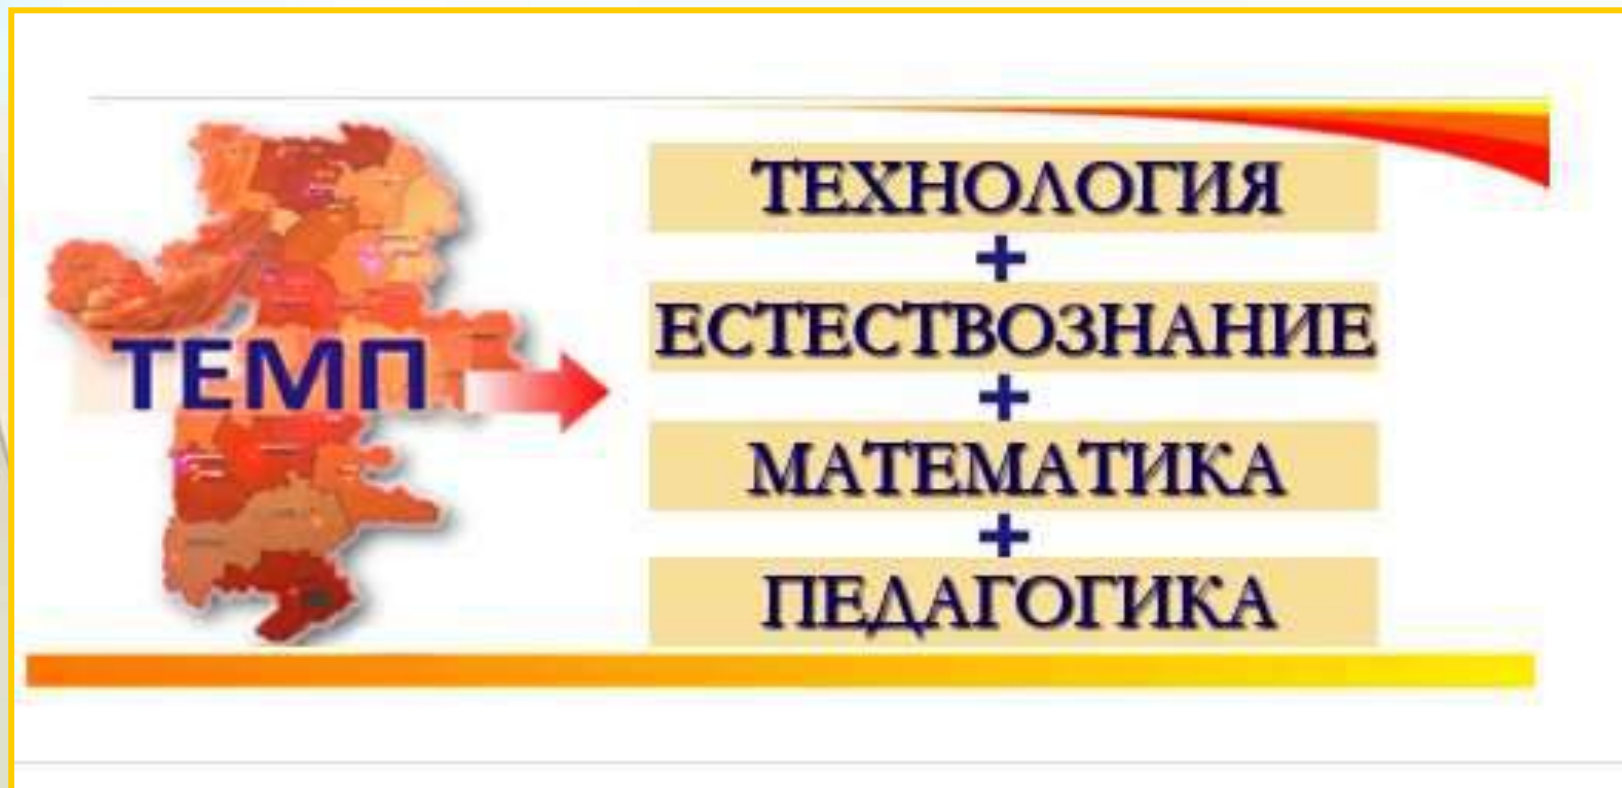 ТЕМП
ТЕХНОЛОГИЯ
+
ЕСТЕСТВОЗНАНИЕ
+
МАТЕМАТИКА
+
ПЕДАГОГИКА